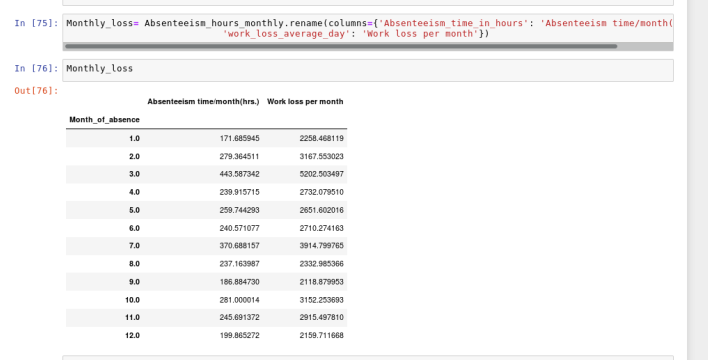 In [75]: Monthly_loss= Absenteeism_hours_monthly.rename(columns={'Absenteeism_time_in_hours': 'Absenteeism time/month(
'work_loss_average_day': 'Work loss per month'})
In [76]: Monthly_loss
Out[76]:
Absenteeism time/month(hrs.) Work loss per month
Month_of_absence
1.0 171.685945 2258.468119
2.0 279.364511 3167.553023
3.0 443.587342 5202.503497
4.0 239.915715 2732.079510
5.0 259.744293 2651.602016
6.0 240.571077 2710.274163
7.0 370.688157 3914.799765
8.0 237.163987 2332.985366
9.0 186.884730 2118.879953
10.0 281.000014 3152.253693
11.0 245.691372 2915.497810
12.0 199.865272 2159.711668